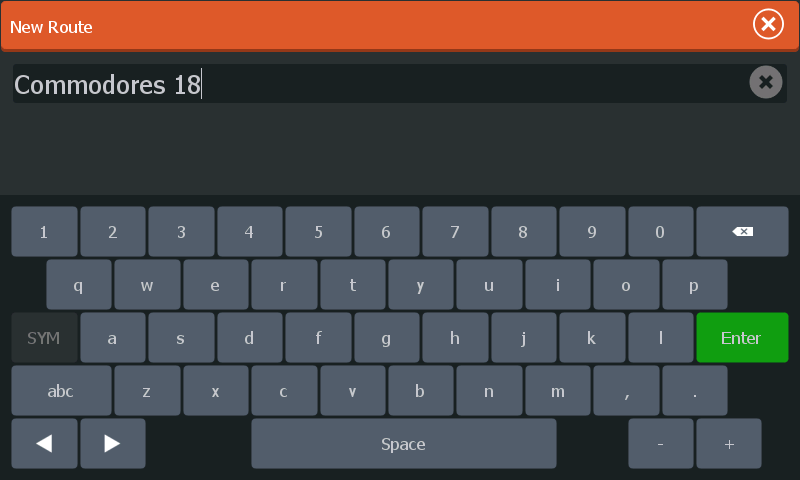 New Route
Commodores 18
1 2 3 4 5 6 7 8 9 0
q w e r t y u i o p
SYM a s d f g h j k l Enter
abc z x c v b n m , .
Space - +